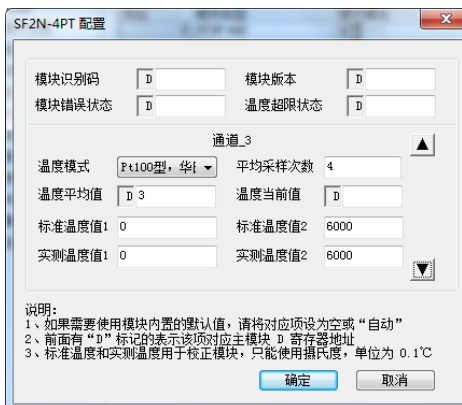 SF2N-4PT 配置
模块识别码 D 模块版本 D
模块错误状态 D 温度超限状态 D
通道_3
温度模式 Pt100型，华 平均采样次数 4
温度平均值 D 3 温度当前值 D
标准温度值1 0 标准温度值2 6000
实测温度值1 0 实测温度值2 6000
说明:
1、如果需要使用模块内置的默认值，请将对应项设为空或“自动”
2、前面有“D”标记的表示该项对应主模块 D 寄存器地址
3、标准温度和实测温度用于校正模块，只能使用摄氏度，单位为 0.1℃
确定 取消